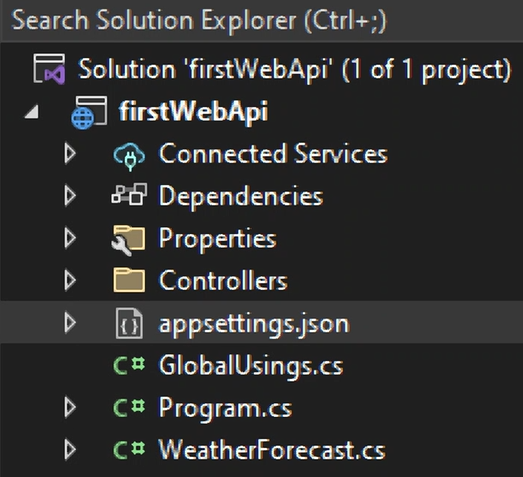 Search Solution Explorer (Ctrl+;)
Solution 'firstWebApi' (1 of 1 project)
firstWebApi
Connected Services
Dependencies
Properties
Controllers
appsettings.json
C# GlobalUsings.cs
C# Program.cs
C# WeatherForecast.cs